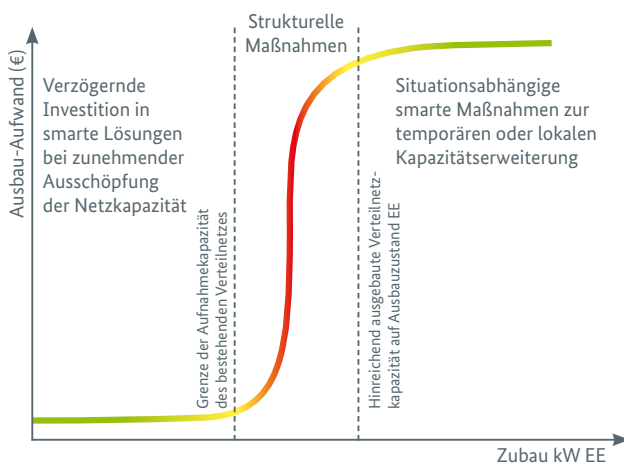 Strukturelle
Maßnahmen
Ausbau-Aufwand (€)
Verzögernde
Investition in
smarte Lösungen
bei zunehmender
Ausschöpfung
der Netzkapazität
Situationsabhängige
smarte Maßnahmen zur
temporären oder lokalen
Kapazitätserweiterung
Grenze der Aufnahmekapazität
des bestehenden Verteilnetzes
Hinreichend ausgebaute Verteilnetz-
kapazität auf Ausbauzustand EE
Zubau kW EE